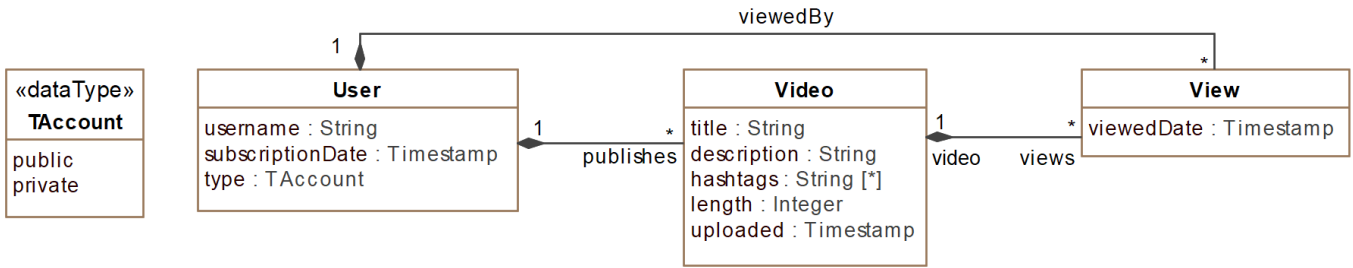 viewedBy
1
*
«dataType»
TAccount
public
private
User
username : String
subscriptionDate : Timestamp
type : TAccount
1
*
publishes
Video
title : String
description : String
hashtags : String [*]
length : Integer
uploaded : Timestamp
1
*
video
views
View
viewedDate : Timestamp